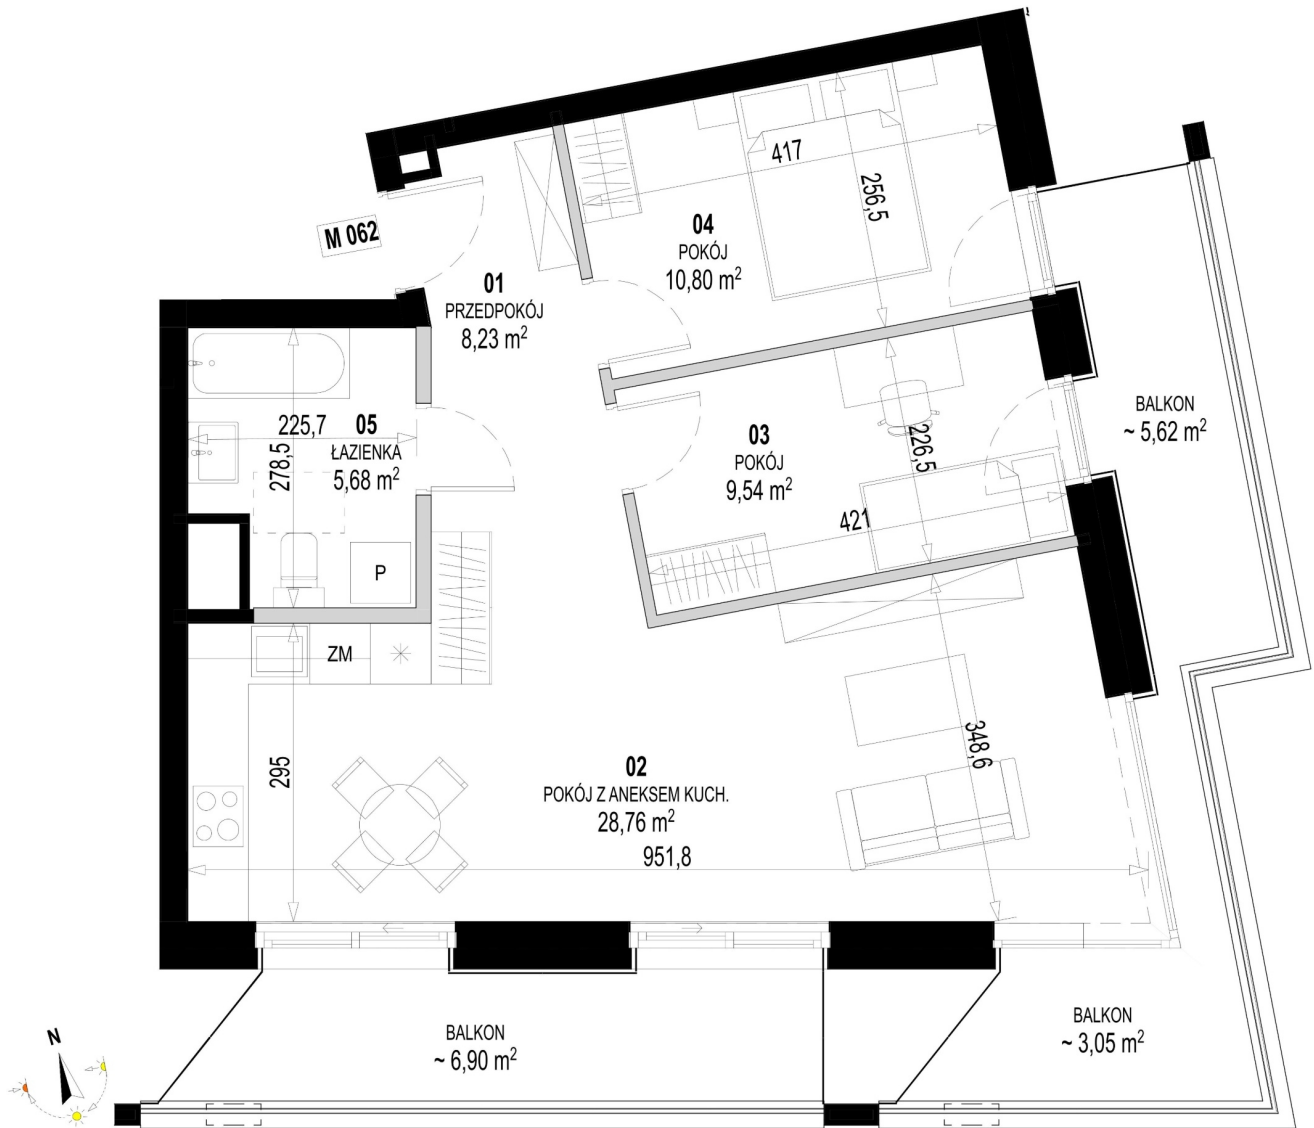 M 062
01
PRZEDPOKÓJ
8,23 m²
04
POKÓJ
10,80 m²
417
256,5
03
POKÓJ
9,54 m²
226,5
421
BALKON
~ 5,62 m²
225,7
278,5
05
ŁAZIENKA
5,68 m²
P
ZM
295
02
POKÓJ Z ANEKSEM KUCH.
28,76 m²
951,8
348,6
BALKON
~ 6,90 m²
BALKON
~ 3,05 m²
N